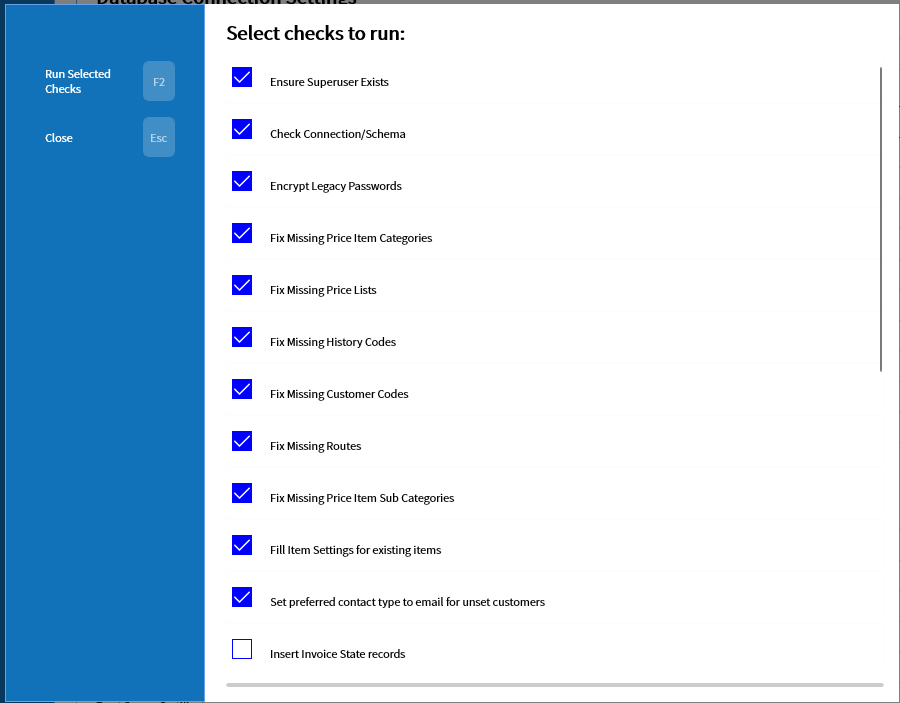 Database Connection Settings
Select checks to run:
Run Selected
Checks
F2
Close
Esc
Ensure Superuser Exists
Check Connection/Schema
Encrypt Legacy Passwords
Fix Missing Price Item Categories
Fix Missing Price Lists
Fix Missing History Codes
Fix Missing Customer Codes
Fix Missing Routes
Fix Missing Price Item Sub Categories
Fill Item Settings for existing items
Set preferred contact type to email for unset customers
Insert Invoice State records